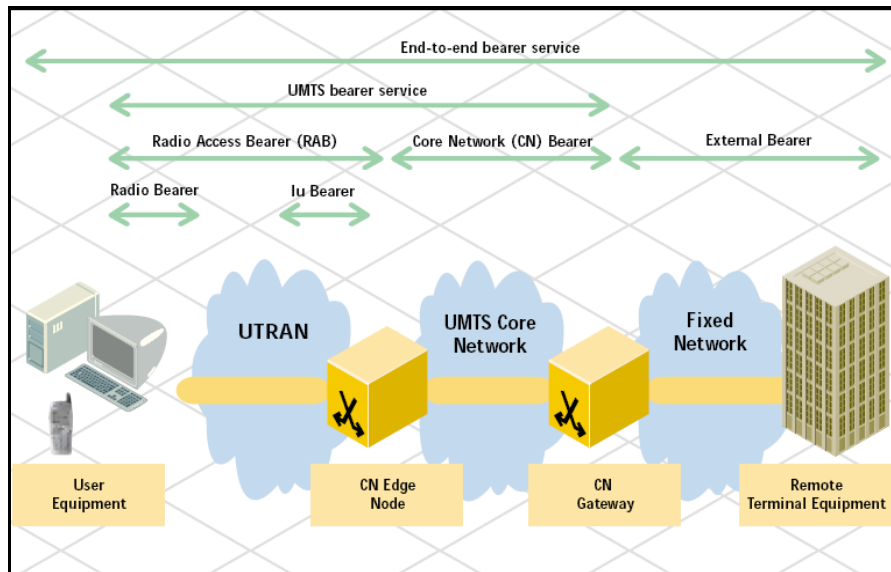 End-to-end bearer service
UMTS bearer service
Radio Access Bearer (RAB)
Core Network (CN) Bearer
External Bearer
Radio Bearer
Iu Bearer
UTRAN
UMTS Core
Network
Fixed
Network
User
Equipment
CN Edge
Node
CN
Gateway
Remote
Terminal Equipment